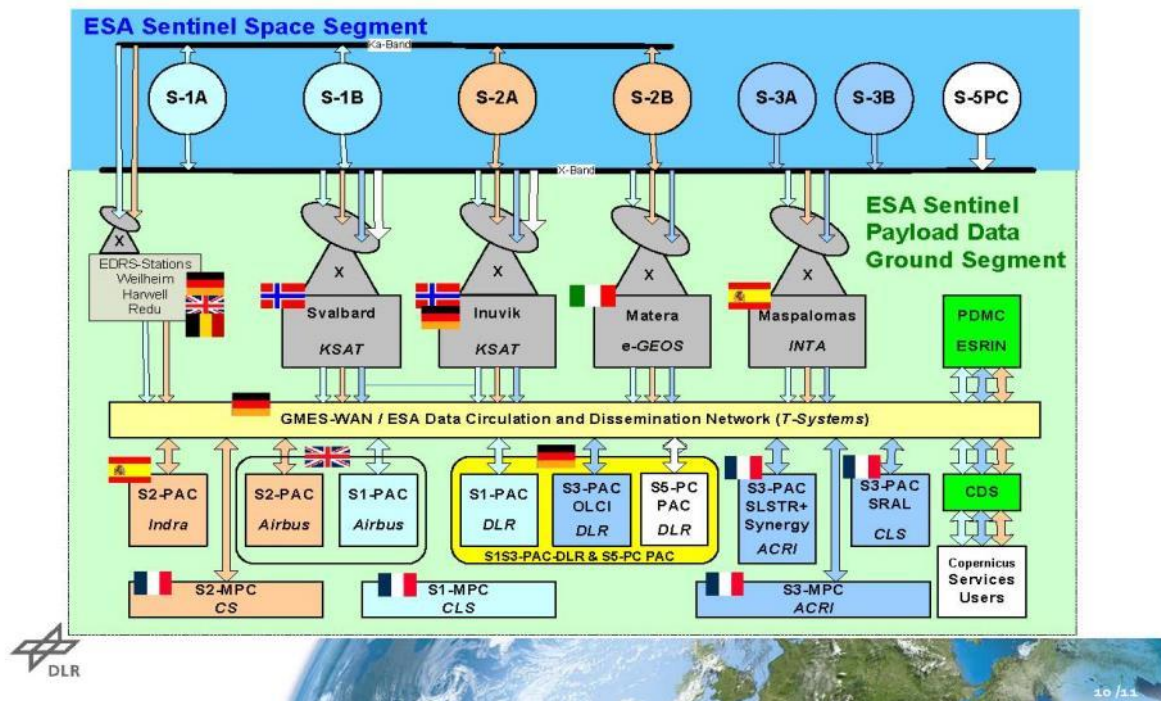 ESA Sentinel Space Segment
Ka-Band
S-1A
S-1B
S-2A
S-2B
S-3A
S-3B
S-5PC
X-Band
ESA Sentinel
Payload Data
Ground Segment
X
X
X
X
X
EDRS-Stations
Weilheim
Harwell
Redu
Svalbard
KSAT
Inuvik
KSAT
Matera
e-GEOS
Maspalomas
INTA
PDMC
ESRIN
GMES-WAN / ESA Data Circulation and Dissemination Network (T-Systems)
S2-PAC
Indra
S2-PAC
Airbus
S1-PAC
Airbus
S1-PAC
DLR
S3-PAC
OLCI
DLR
S5-PC
PAC
DLR
S1S3-PAC-DLR & S5-PC PAC
S3-PAC
SLSTR+
Synergy
ACRI
S3-PAC
SRAL
CLS
CDS
S2-MPC
CS
S1-MPC
CLS
S3-MPC
ACRI
Copernicus
Services
Users
DLR
10 /11